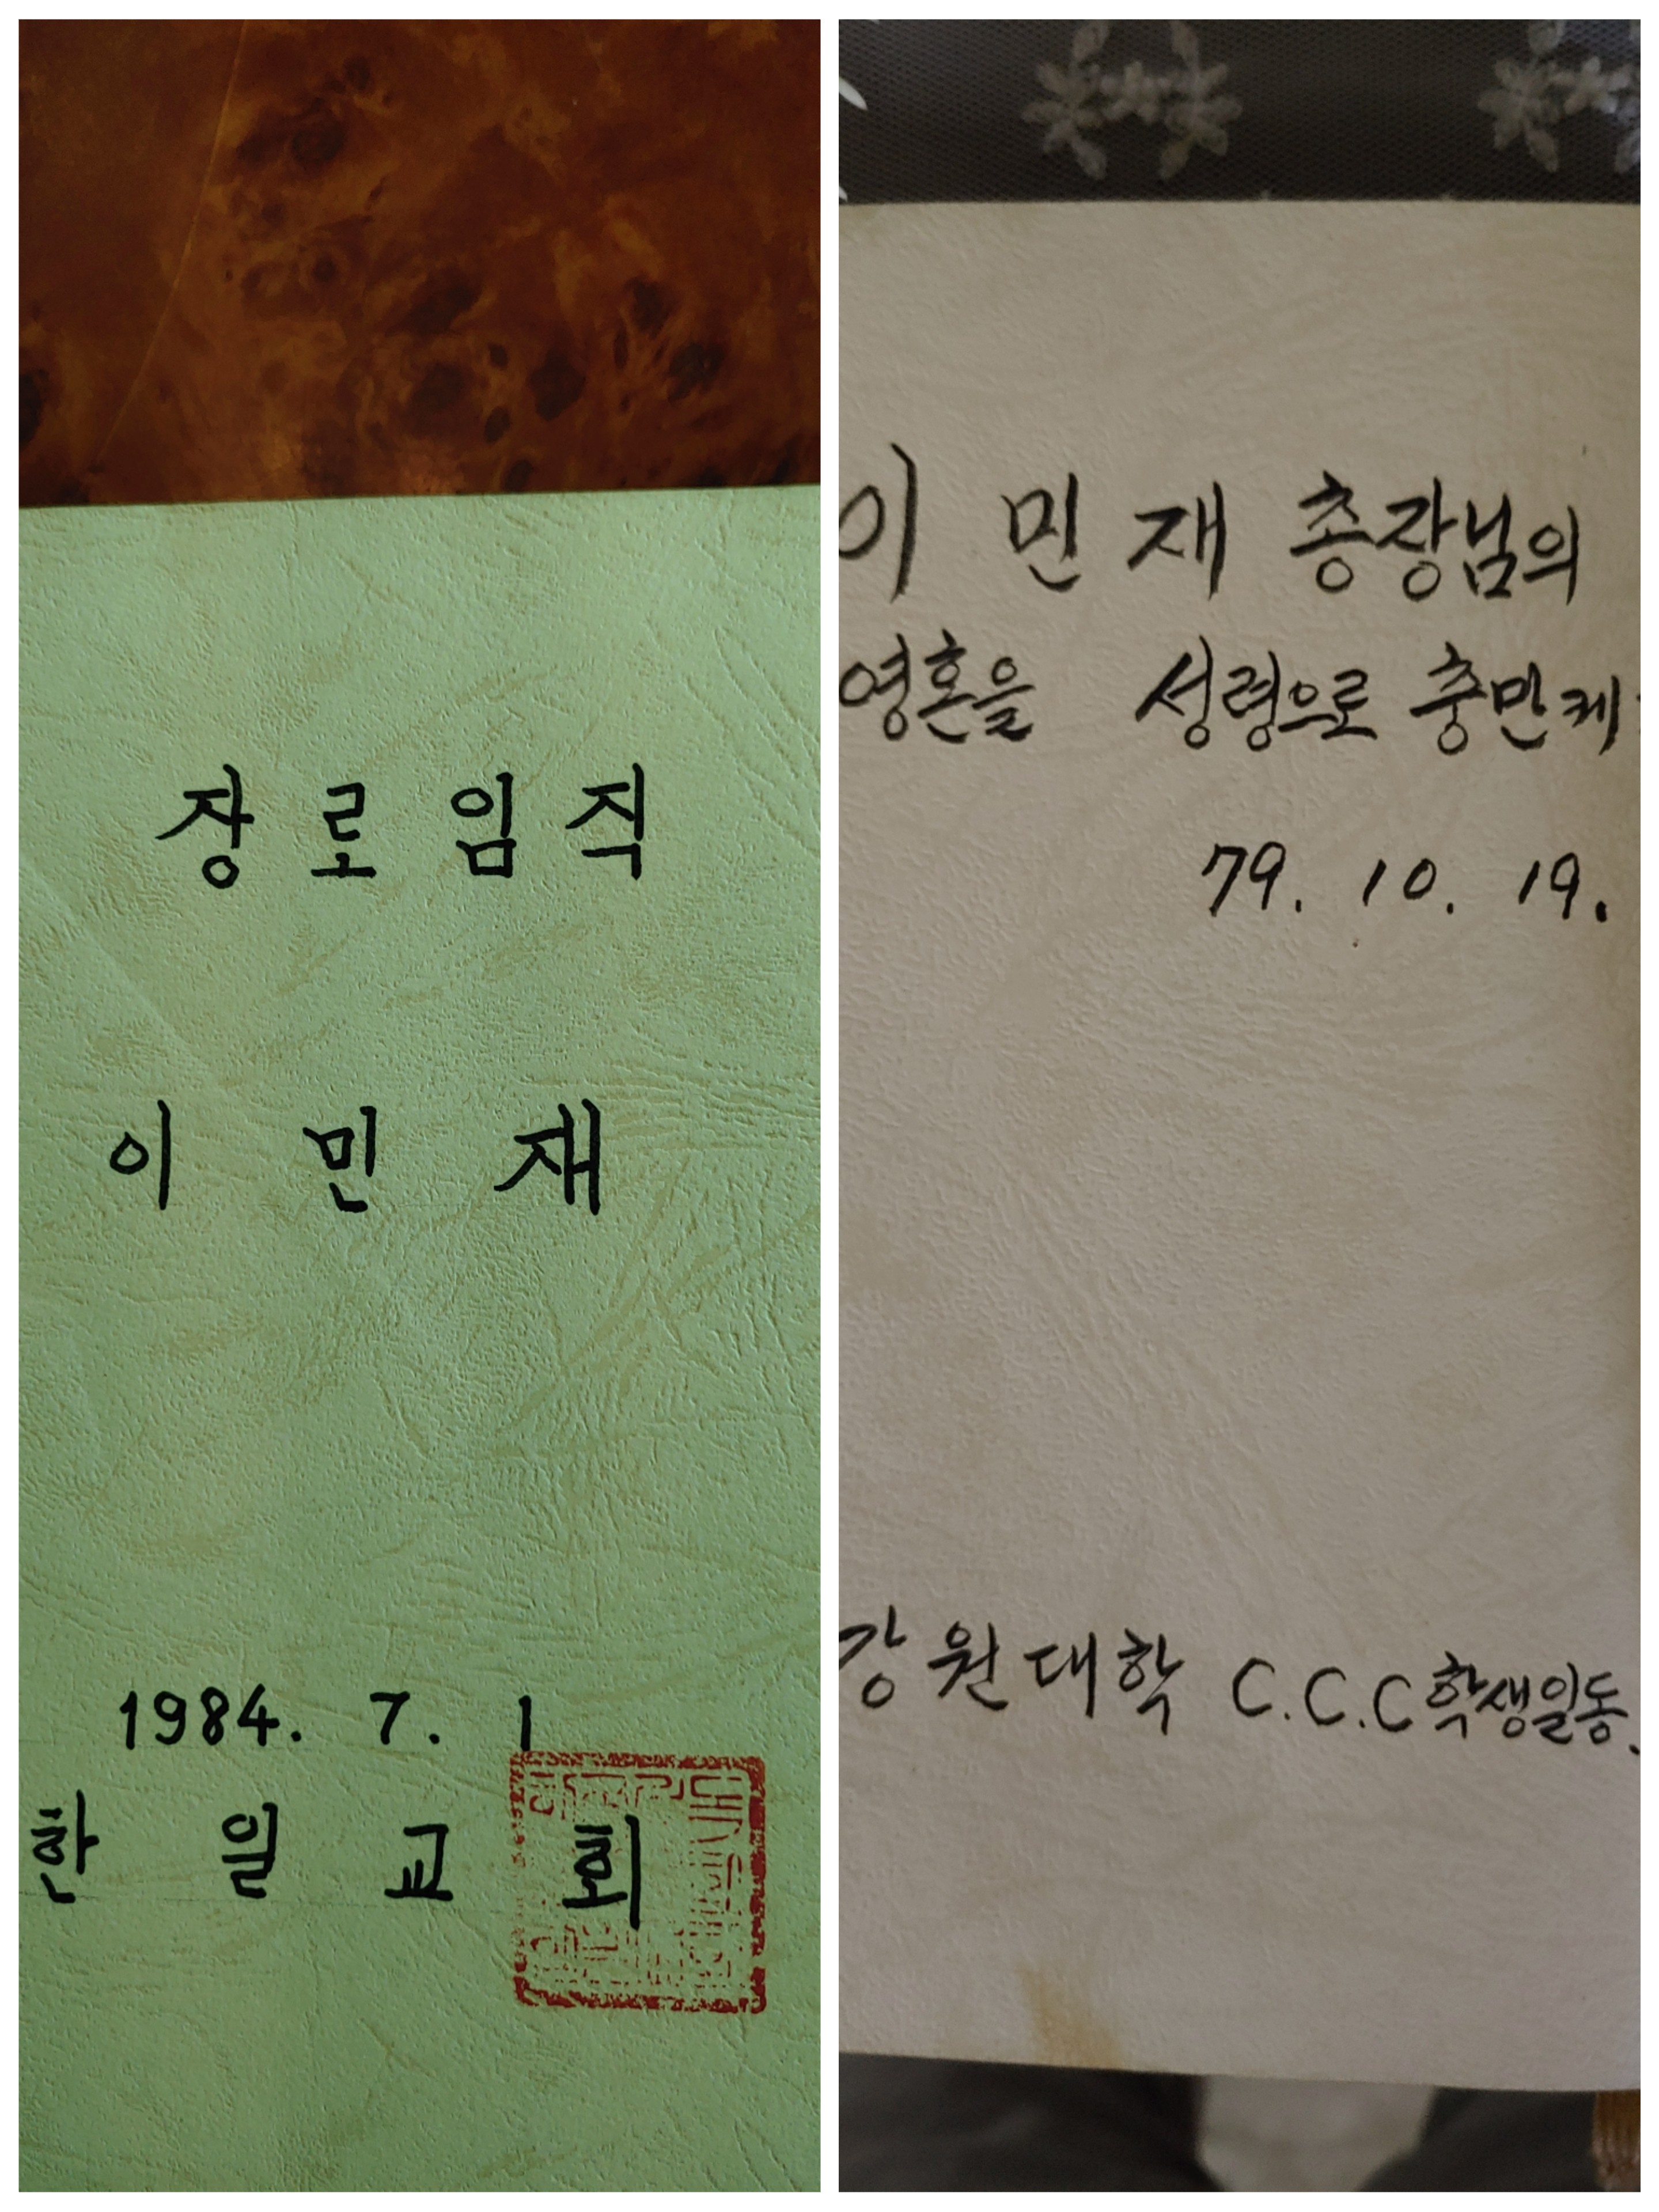 장로임직
이 민 재
1984. 7. 1
한 일 교 회
이 민 재 총장님의
영혼을 성령으로 충만케
79. 10. 19.
강원대학 C.C.C 학생일동.